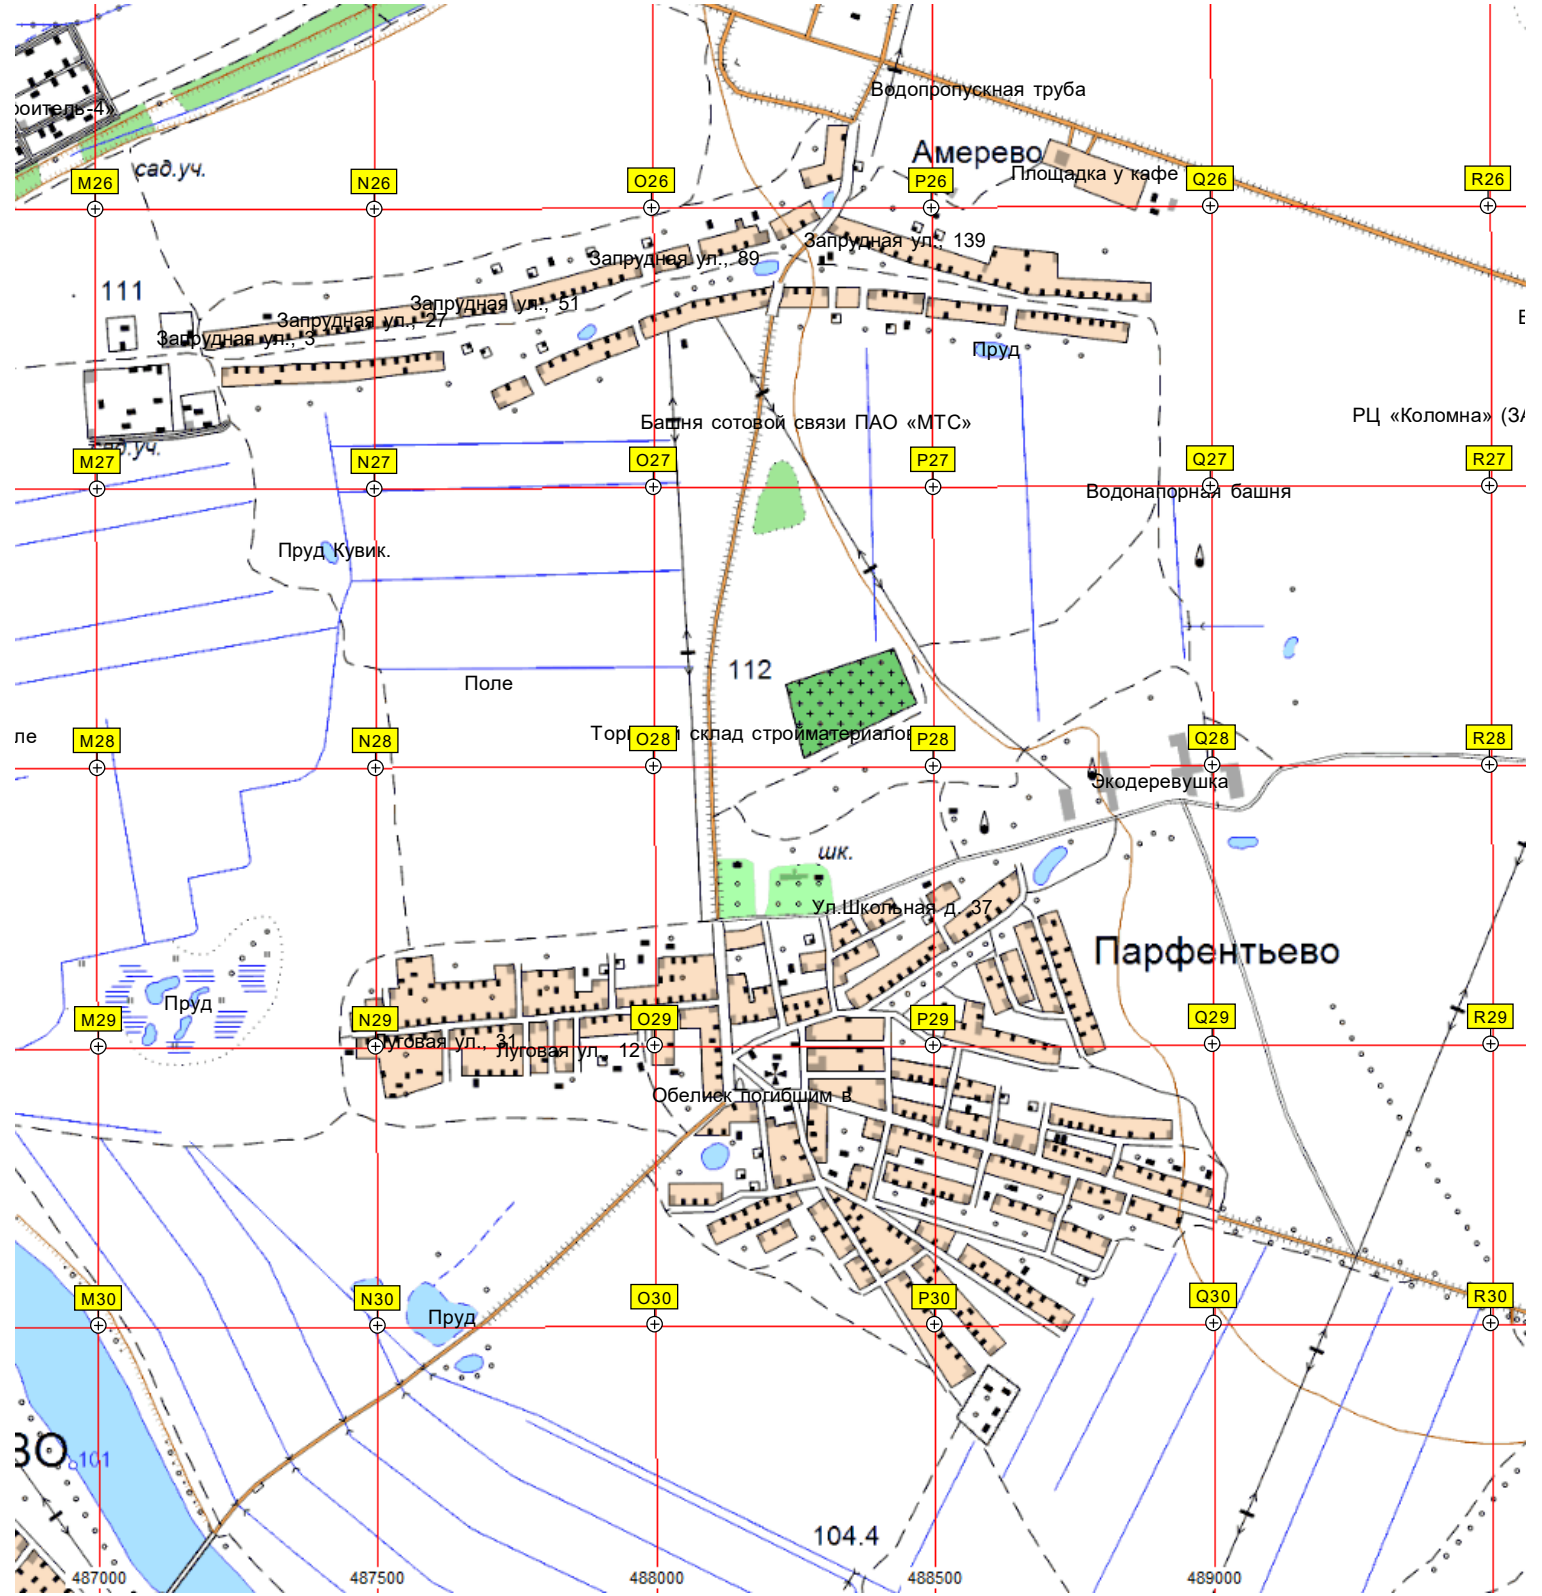 Водопропускная труба
роитель-4»
Амерево
сад.уч.
Площадка у кафе
M26
N26
O26
P26
Q26
R26
Запрудная ул., 139
Запрудная ул., 89
111
Запрудная ул., 51
Запрудная ул., 27
Запрудная ул., 3
Пруд
Башня сотовой связи ПАО «МТС»
РЦ «Коломна» (ЗА
сад.уч.
M27
N27
O27
P27
Q27
R27
Водонапорная башня
Пруд Кувик.
112
Поле
ле
склад стройматериалов
M28
N28
O28
P28
Q28
R28
Экодеревушка
шк.
Ул.Школьная д. 37
Парфентьево
Пруд
M29
N29
O29
P29
Q29
R29
Луговая ул., 31
Луговая ул., 12
Обелиск погибшим в
M30
N30
O30
P30
Q30
R30
Пруд
ВО
101
104.4
487000
487500
488000
488500
489000